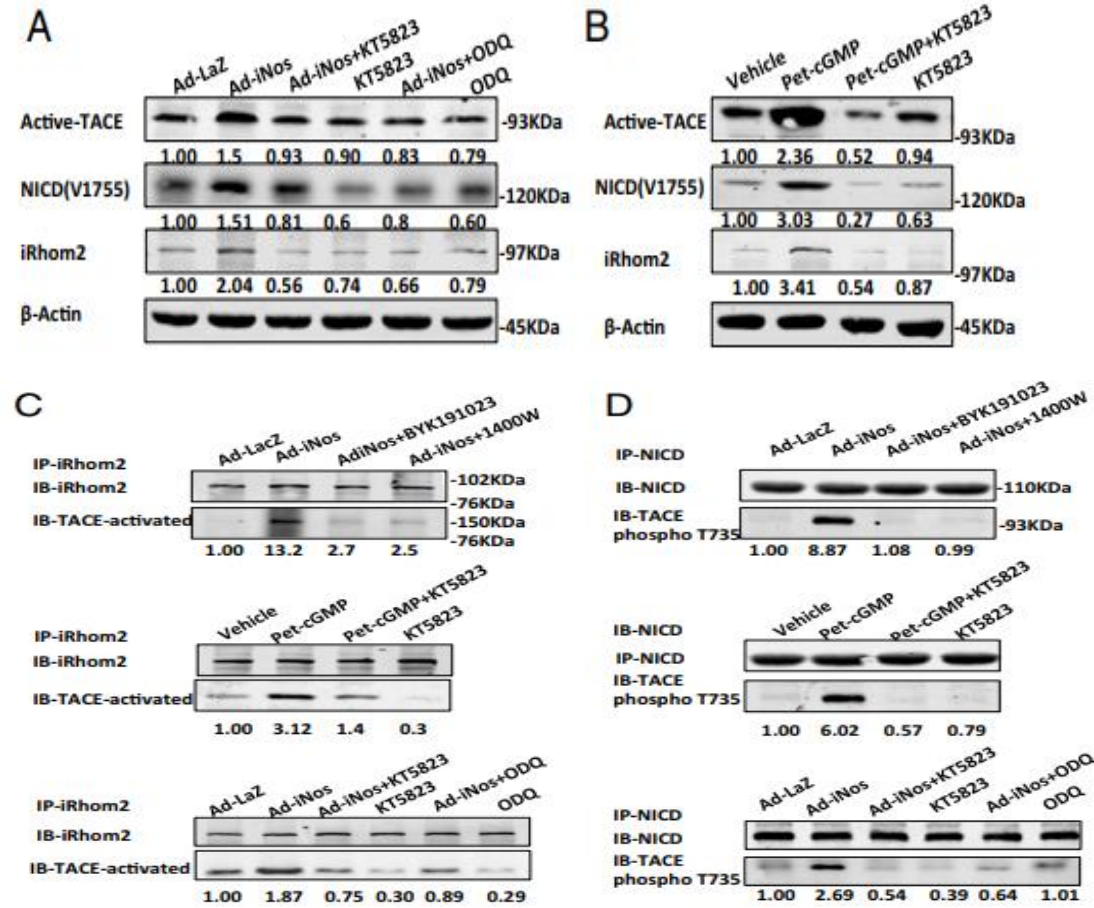 A
Ad-LaZ Ad-iNos Ad-iNos+KT5823 KT5823 Ad-iNos+ODQ ODQ
Active-TACE -93KDa
1.00 1.5 0.93 0.90 0.83 0.79
NICD(V1755) -120KDa
1.00 1.51 0.81 0.6 0.8 0.60
iRhom2 -97KDa
1.00 2.04 0.56 0.74 0.66 0.79
β-Actin -45KDa
B
Vehicle Pet-cGMP Pet-cGMP+KT5823 KT5823
Active-TACE -93KDa
1.00 2.36 0.52 0.94
NICD(V1755) -120KDa
1.00 3.03 0.27 0.63
iRhom2 -97KDa
1.00 3.41 0.54 0.87
β-Actin -45KDa
C
Ad-LacZ Ad-iNos AdiNos+BYK191023 Ad-iNos+1400W
IP-iRhom2
IB-iRhom2 -102KDa
-76KDa
IB-TACE-activated -150KDa
-76KDa
1.00 13.2 2.7 2.5
Vehicle Pet-cGMP Pet-cGMP+KT5823 KT5823
IP-iRhom2
IB-iRhom2
IB-TACE-activated
1.00 3.12 1.4 0.3
Ad-LaZ Ad-iNos Ad-iNos+KT5823 KT5823 Ad-iNos+ODQ ODQ
IP-iRhom2
IB-iRhom2
IB-TACE-activated
1.00 1.87 0.75 0.30 0.89 0.29
D
Ad-LacZ Ad-iNos Ad-iNos+BYK191023 Ad-iNos+1400W
IP-NICD
IB-NICD -110KDa
IB-TACE
phospho T735 -93KDa
1.00 8.87 1.08 0.99
Vehicle Pet-cGMP Pet-cGMP+KT5823 KT5823
IB-NICD
IP-NICD
IB-TACE
phospho T735
1.00 6.02 0.57 0.79
Ad-LaZ Ad-iNos Ad-iNos+KT5823 KT5823 Ad-iNos+ODQ ODQ
IP-NICD
IB-NICD
IB-TACE
phospho T735
1.00 2.69 0.54 0.39 0.64 1.01